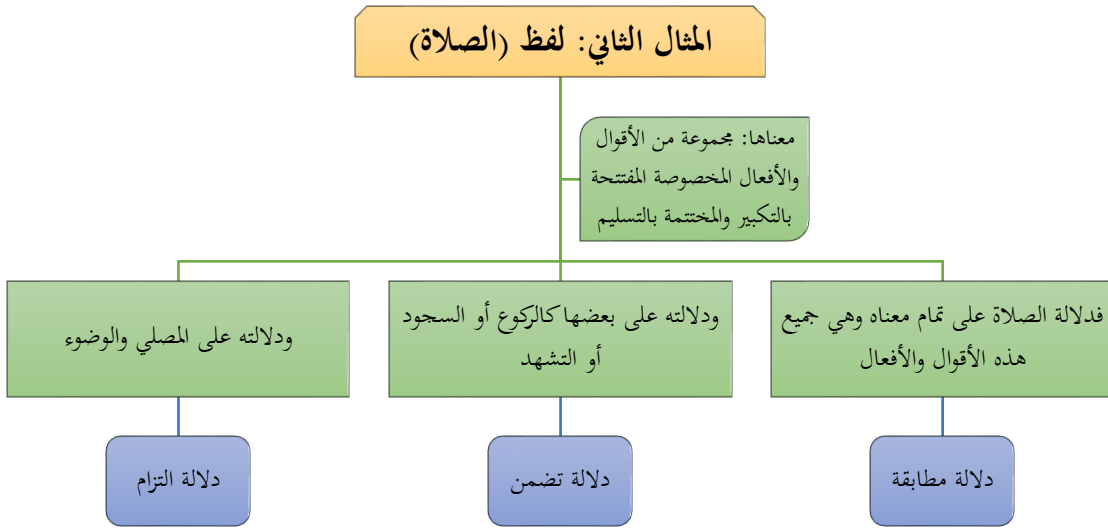 المثال الثاني: لفظ (الصلاة)
معناها: مجموعة من الأقوال
والأفعال المخصوصة المفتتحة
بالتكبير والمختتمة بالتسليم
فدلالة الصلاة على تمام معناه وهي جميع
هذه الأقوال والأفعال
ودلالته على بعضها كالركوع أو السجود
أو التشهد
ودلالته على المصلي والوضوء
دلالة مطابقة
دلالة تضمن
دلالة التزام